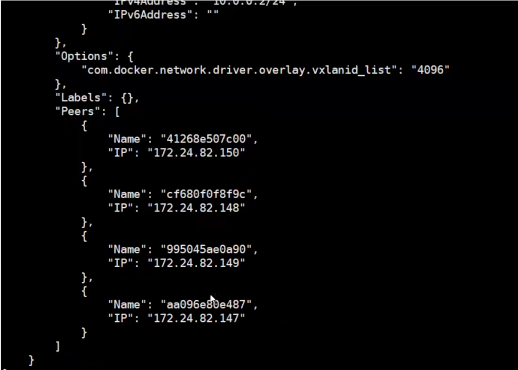 "IPv4Address": "10.0.0.2/24",
"IPv6Address": ""
}
},
"Options": {
"com.docker.network.driver.overlay.vxlanid_list": "4096"
},
"Labels": {},
"Peers": [
{
"Name": "41268e507c00",
"IP": "172.24.82.150"
},
{
"Name": "cf680f0f8f9c",
"IP": "172.24.82.148"
},
{
"Name": "995045ae0a90",
"IP": "172.24.82.149"
},
{
"Name": "aa096e80e487",
"IP": "172.24.82.147"
}
]
}